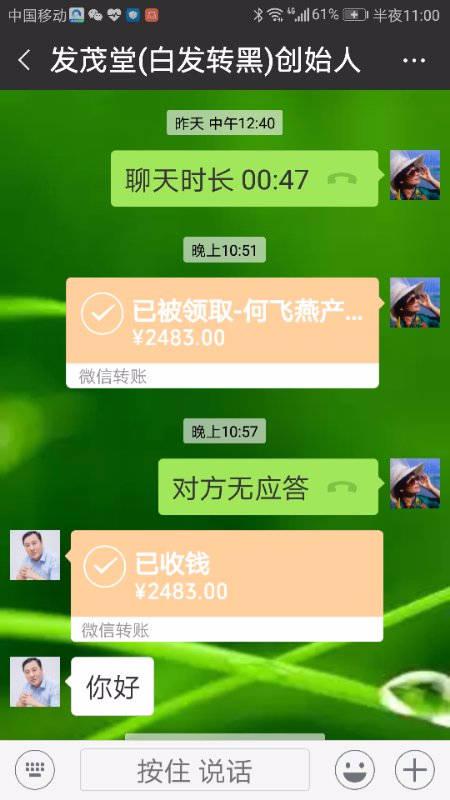 中国移动 4G 61% 半夜11:00
发茂堂(白发转黑)创始人
昨天 中午12:40
聊天时长 00:47
晚上10:51
已被领取-何飞燕产...
¥2483.00
微信转账
晚上10:57
对方无应答
已收钱
¥2483.00
微信转账
你好
按住 说话